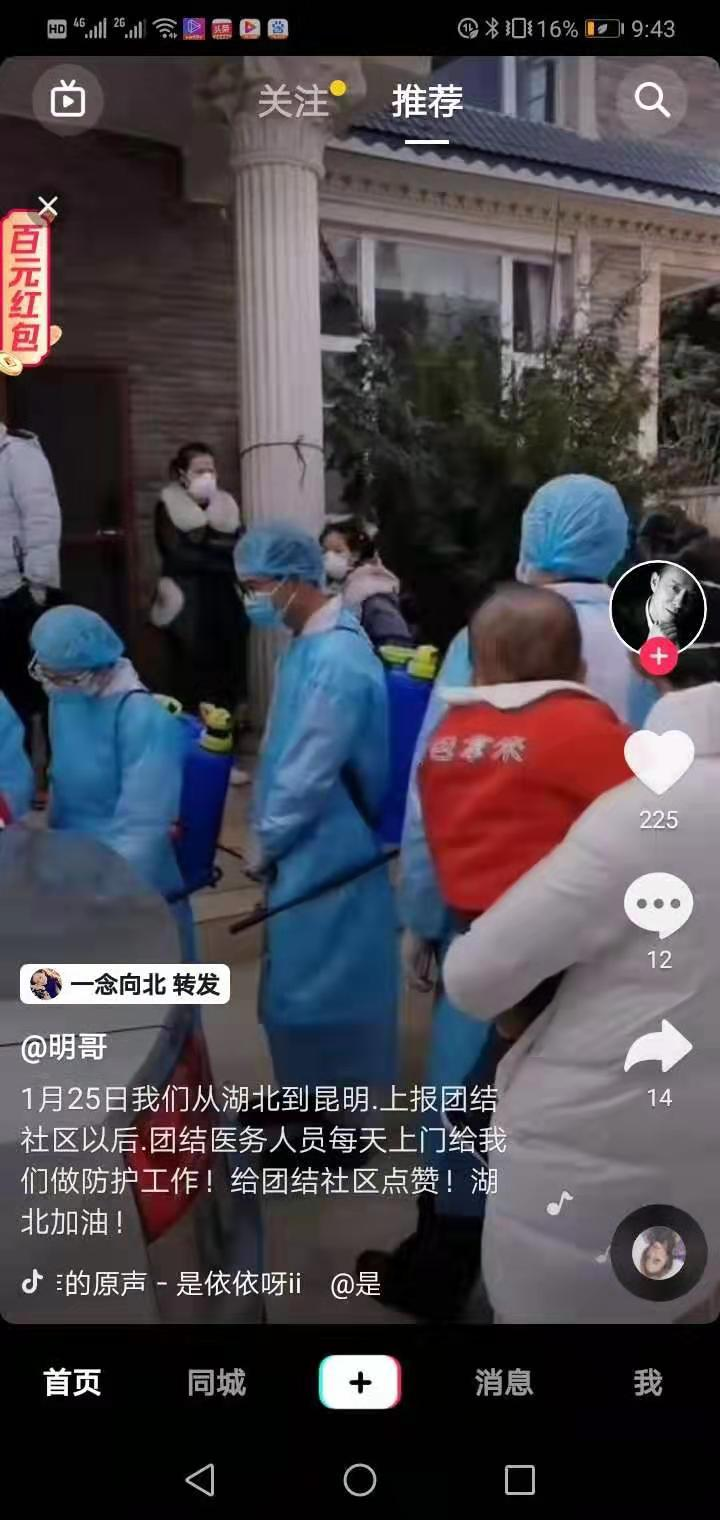 HD 4G 2G 16% 9:43
关注 推荐
百元红包
一念向北 转发
@明哥
1月25日我们从湖北到昆明.上报团结
社区以后.团结医务人员每天上门给我
们做防护工作！给团结社区点赞！湖
北加油！
的原声 - 是依依呀ii @是
225
12
14
首页 同城 消息 我